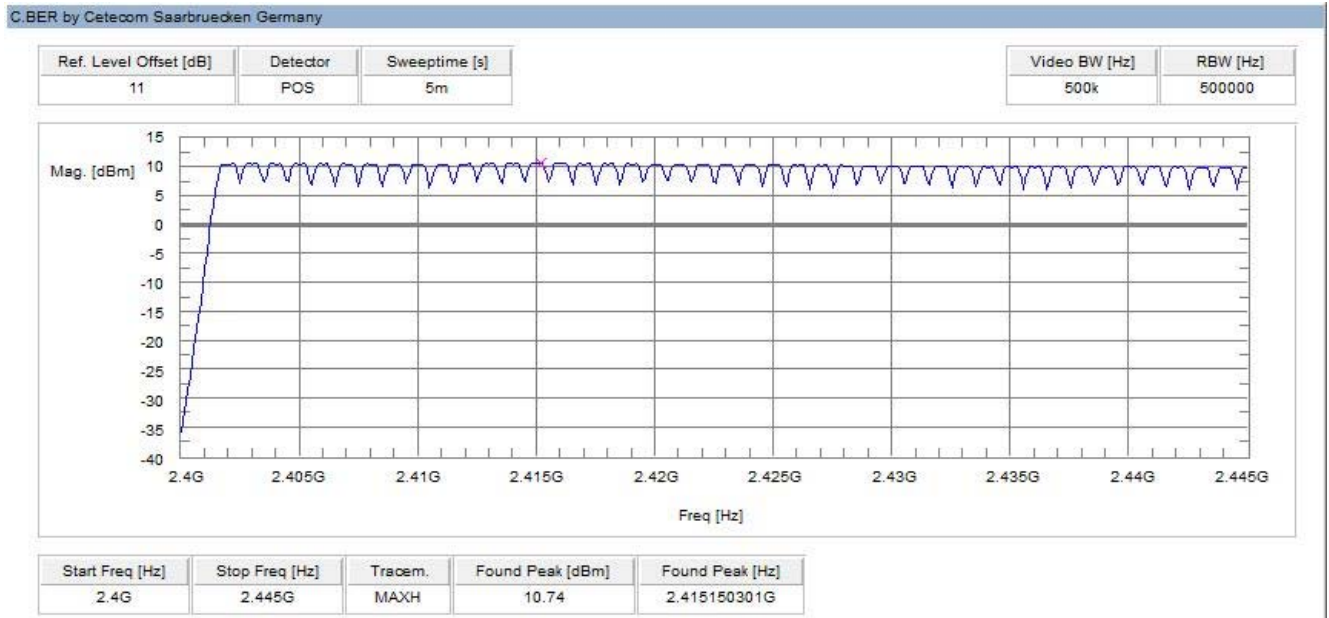 C.BER by Cetecom Saarbruecken Germany
Ref. Level Offset [dB] Detector Sweeptime [s] Video BW [Hz] RBW [Hz]
11 POS 5m 500k 500000
Mag. [dBm]
15
10
5
0
-5
-10
-15
-20
-25
-30
-35
-40
2.4G 2.405G 2.41G 2.415G 2.42G 2.425G 2.43G 2.435G 2.44G 2.445G
Freq [Hz]
Start Freq [Hz] Stop Freq [Hz] Tracem. Found Peak [dBm] Found Peak [Hz]
2.4G 2.445G MAXH 10.74 2.415150301G